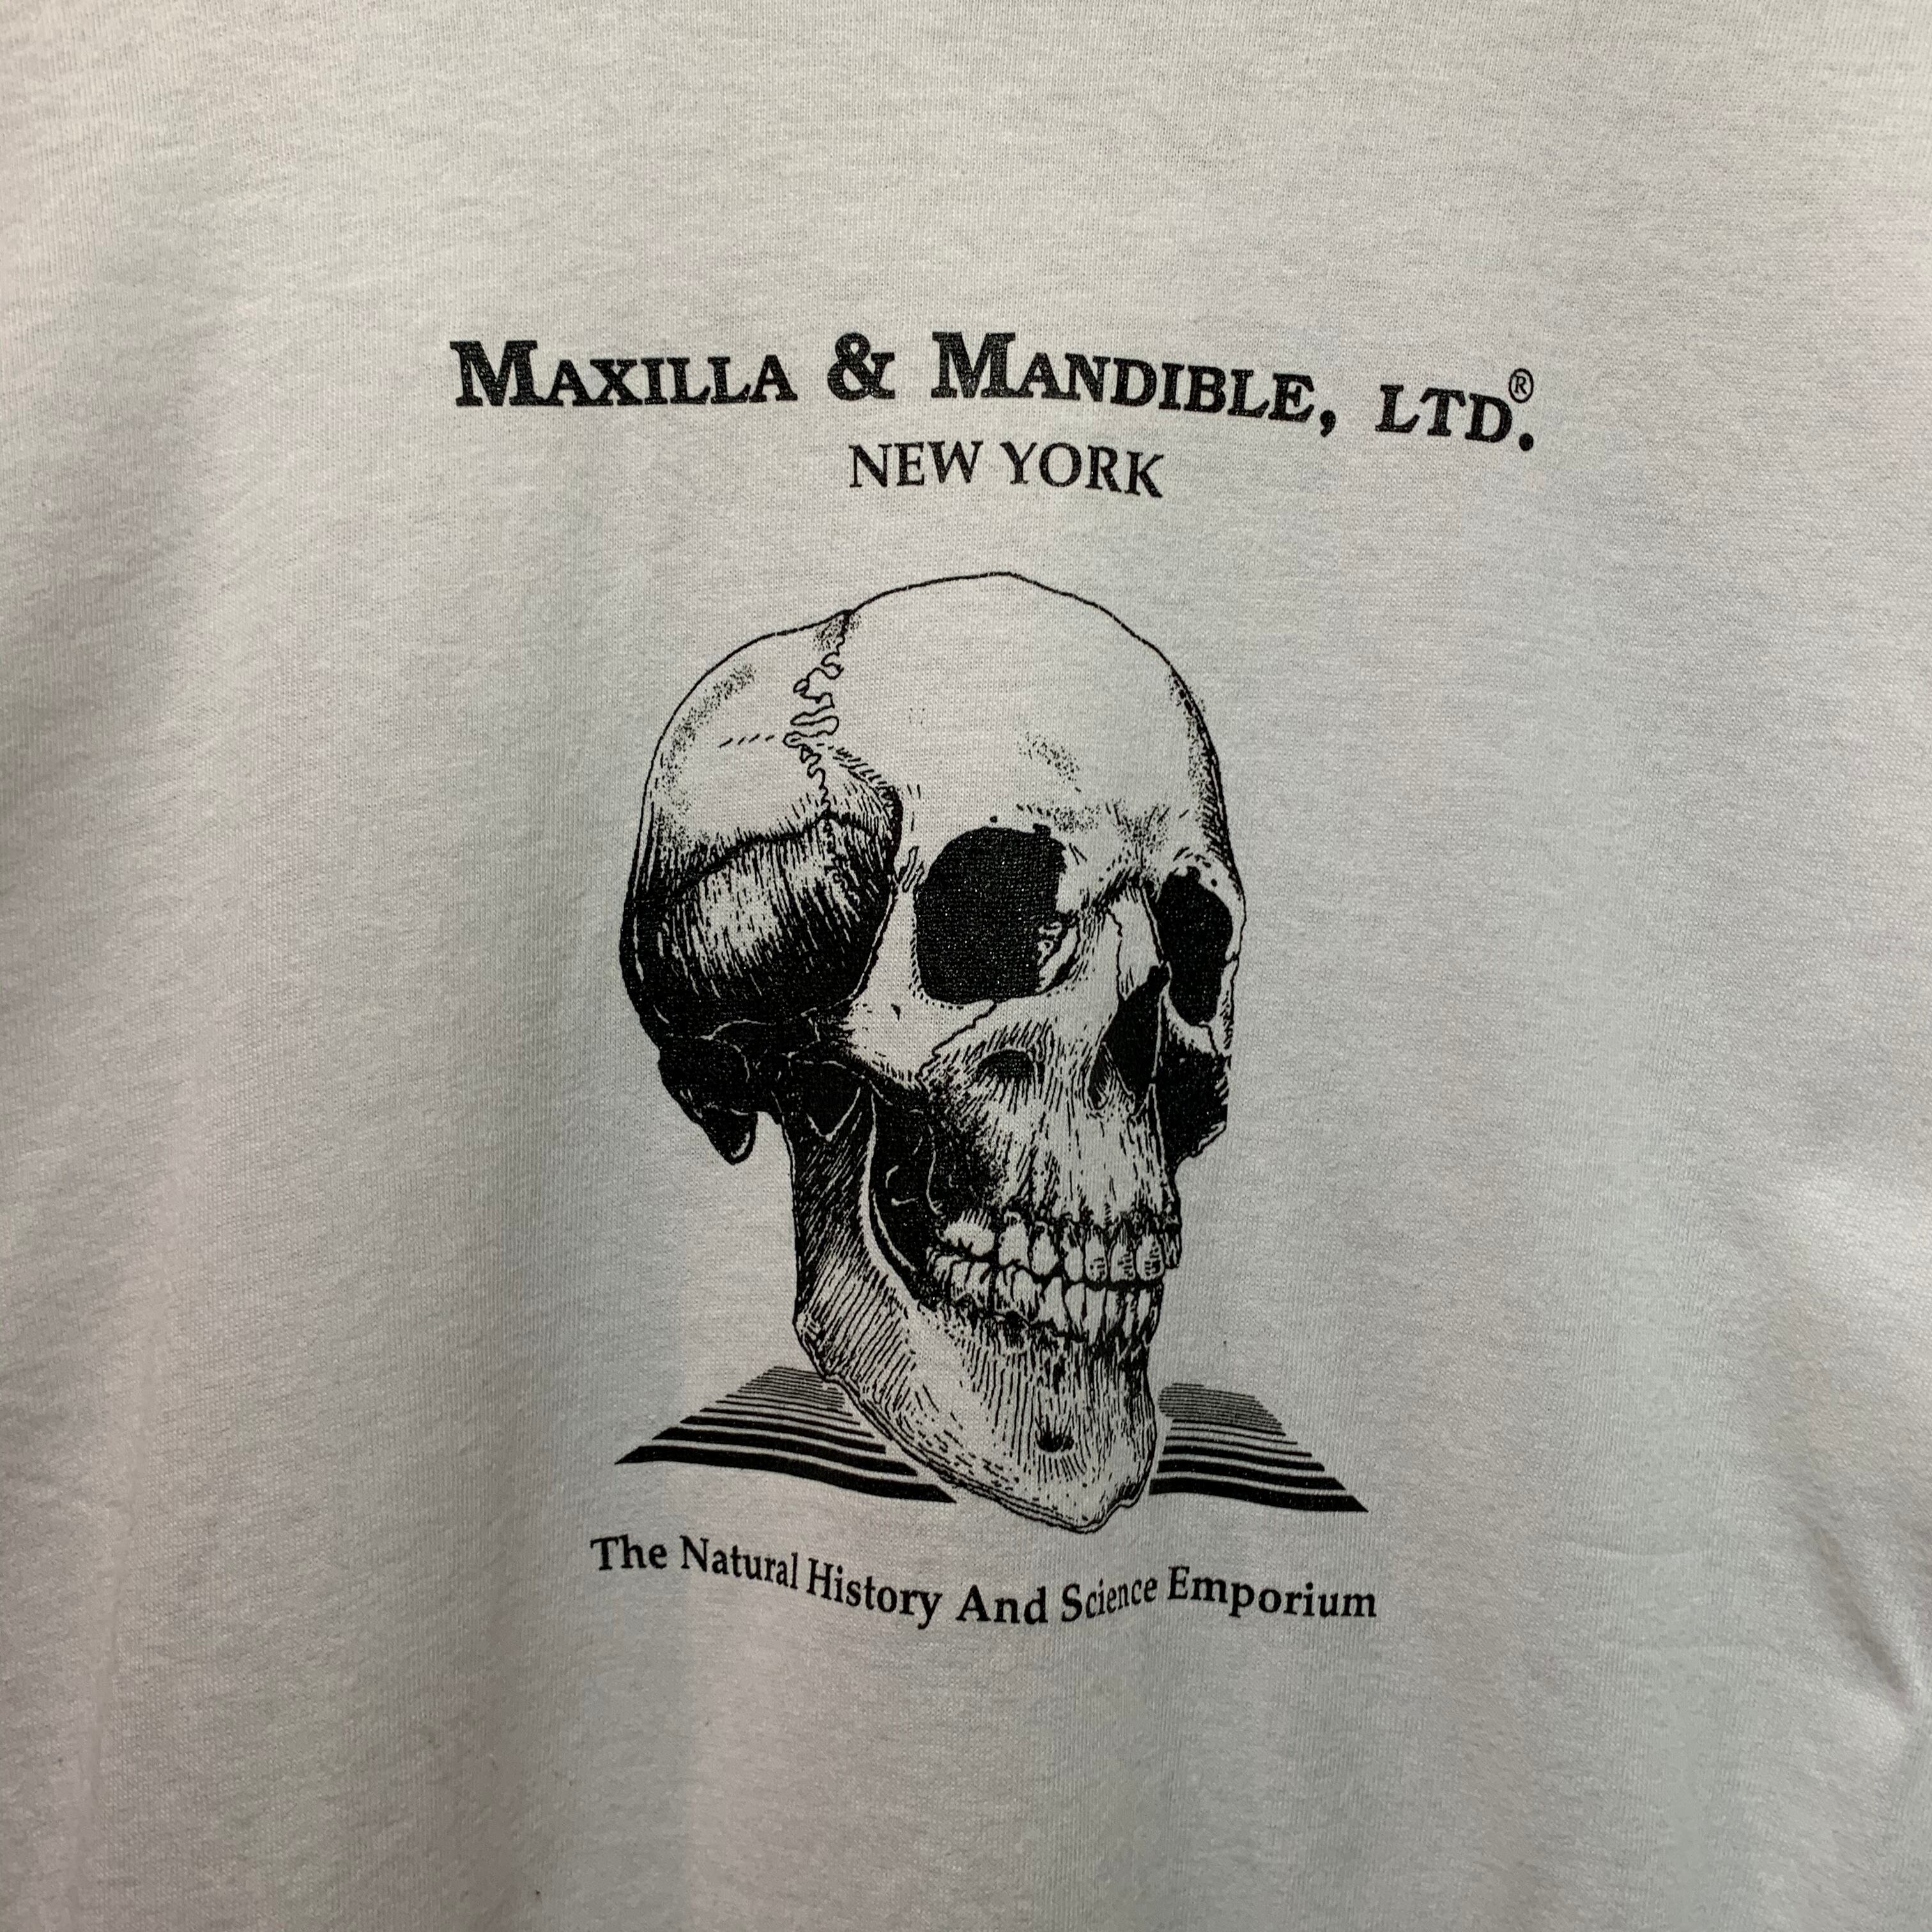 MAXILLA & MANDIBLE, LTD.®
NEW YORK
The Natural History And Science Emporium